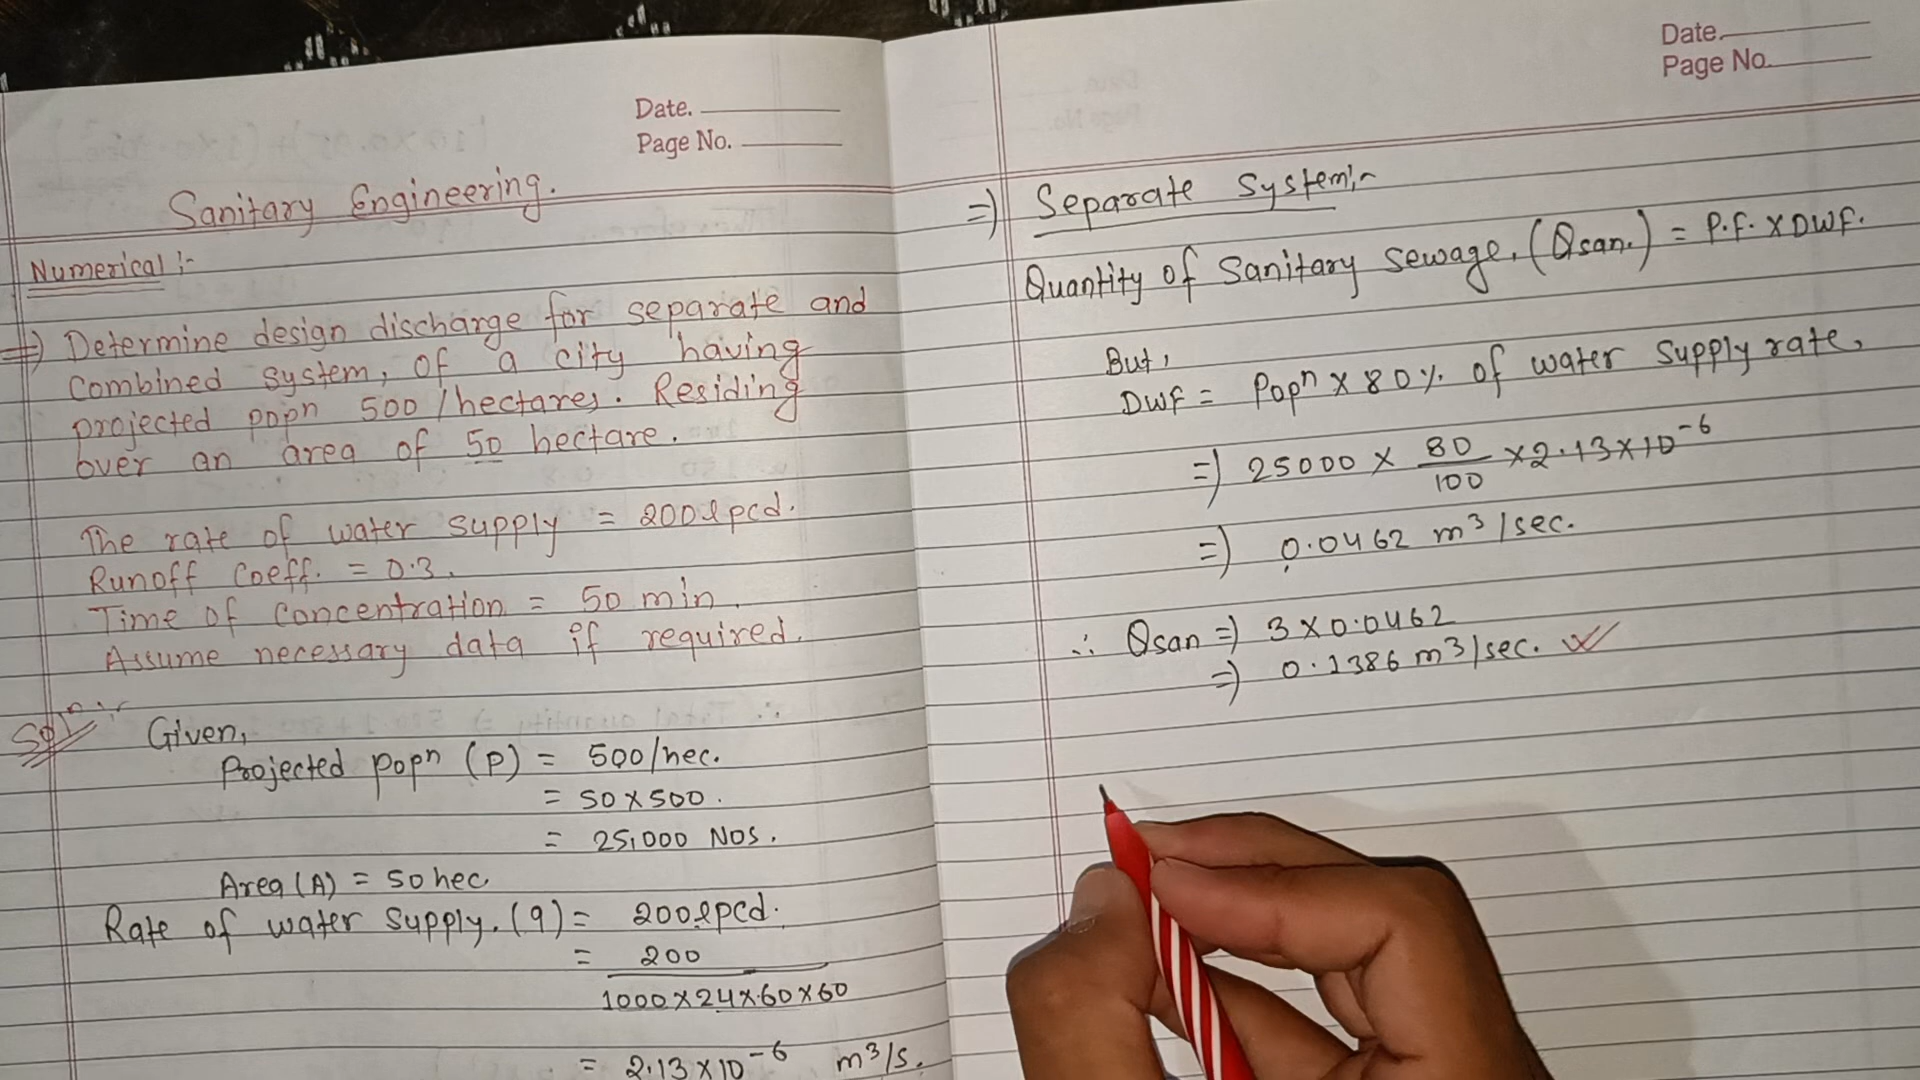 Date.
Page No.
Sanitary Engineering.
Numerical :-
=) Determine design discharge for separate and
combined system, of a city having
projected popn 500/hectares. Residing
over an area of 50 hectare.
The rate of water supply = 200lpcd.
Runoff coeff. = 0.3.
Time of concentration = 50 min.
Assume necessary data if required.
Soln :-
Given,
Projected popn (P) = 500/hec.
= 50 x 500.
= 25,000 Nos.
Area (A) = 50 hec.
Rate of water supply. (q) = 200lpcd.
= 200
1000 x 24 x 60 x 60
= 2.13 x 10⁻⁶ m³/s.
Date.
Page No.
=) Separate System:~
Quantity of sanitary sewage. (Qsan.) = P.F. x DWF.
But,
DWF = Popⁿ x 80% of water supply rate.
=) 25000 x 80/100 x 2.13 x 10⁻⁶
=) 0.0462 m³/sec.
∴ Qsan =) 3 x 0.0462
=) 0.1386 m³/sec.